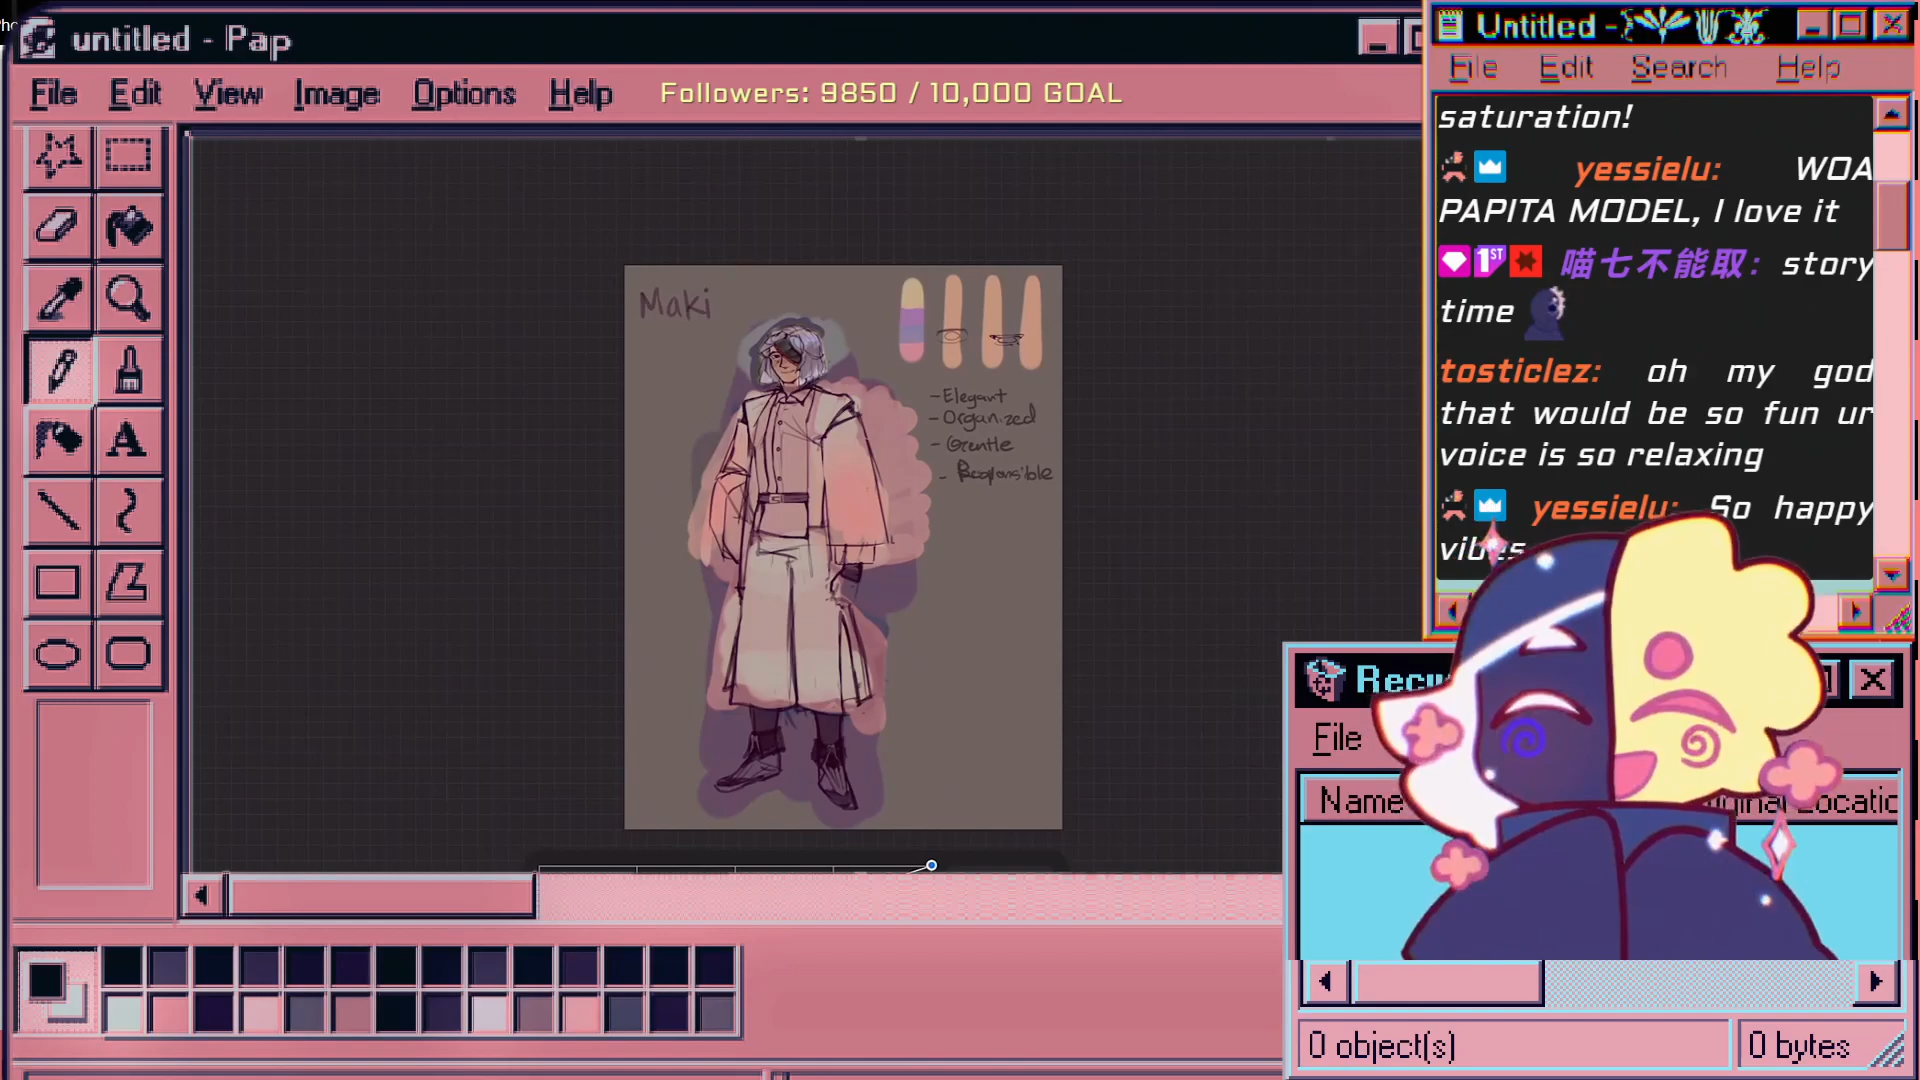 untitled - Pap
File Edit View Image Options Help
Followers: 9850 / 10,000 GOAL
Maki
- Elegant
- Organized
- Gentle
- Responsible
Untitled -
File Edit Search Help
saturation!
yessielu: WOA
PAPITA MODEL, I love it
1ST 喵七不能取: story
time
tosticlez: oh my god
that would be so fun ur
voice is so relaxing
yessielu: So happy
vibes
File
Name
0 object(s)
0 bytes